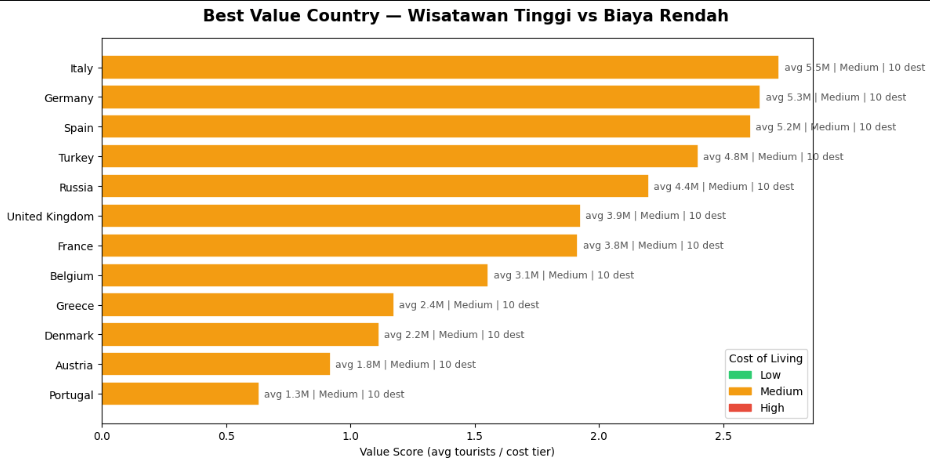 Best Value Country — Wisatawan Tinggi vs Biaya Rendah
Italy avg 5.5M | Medium | 10 dest
Germany avg 5.3M | Medium | 10 dest
Spain avg 5.2M | Medium | 10 dest
Turkey avg 4.8M | Medium | 10 dest
Russia avg 4.4M | Medium | 10 dest
United Kingdom avg 3.9M | Medium | 10 dest
France avg 3.8M | Medium | 10 dest
Belgium avg 3.1M | Medium | 10 dest
Greece avg 2.4M | Medium | 10 dest
Denmark avg 2.2M | Medium | 10 dest
Austria avg 1.8M | Medium | 10 dest
Portugal avg 1.3M | Medium | 10 dest
Cost of Living
Low
Medium
High
0.0 0.5 1.0 1.5 2.0 2.5
Value Score (avg tourists / cost tier)